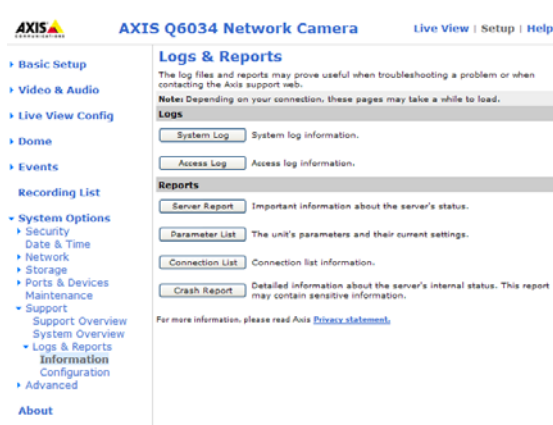 AXIS
COMMUNICATIONS
AXIS Q6034 Network Camera
Live View | Setup | Help
Basic Setup
Video & Audio
Live View Config
Dome
Events
Recording List
System Options
Security
Date & Time
Network
Storage
Ports & Devices
Maintenance
Support
Support Overview
System Overview
Logs & Reports
Information
Configuration
Advanced
About
Logs & Reports
The log files and reports may prove useful when troubleshooting a problem or when
contacting the Axis support web.
Note: Depending on your connection, these pages may take a while to load.
Logs
System Log System log information.
Access Log Access log information.
Reports
Server Report Important information about the server's status.
Parameter List The unit's parameters and their current settings.
Connection List Connection list information.
Crash Report Detailed information about the server's internal status. This report
may contain sensitive information.
For more information, please read Axis Privacy statement.